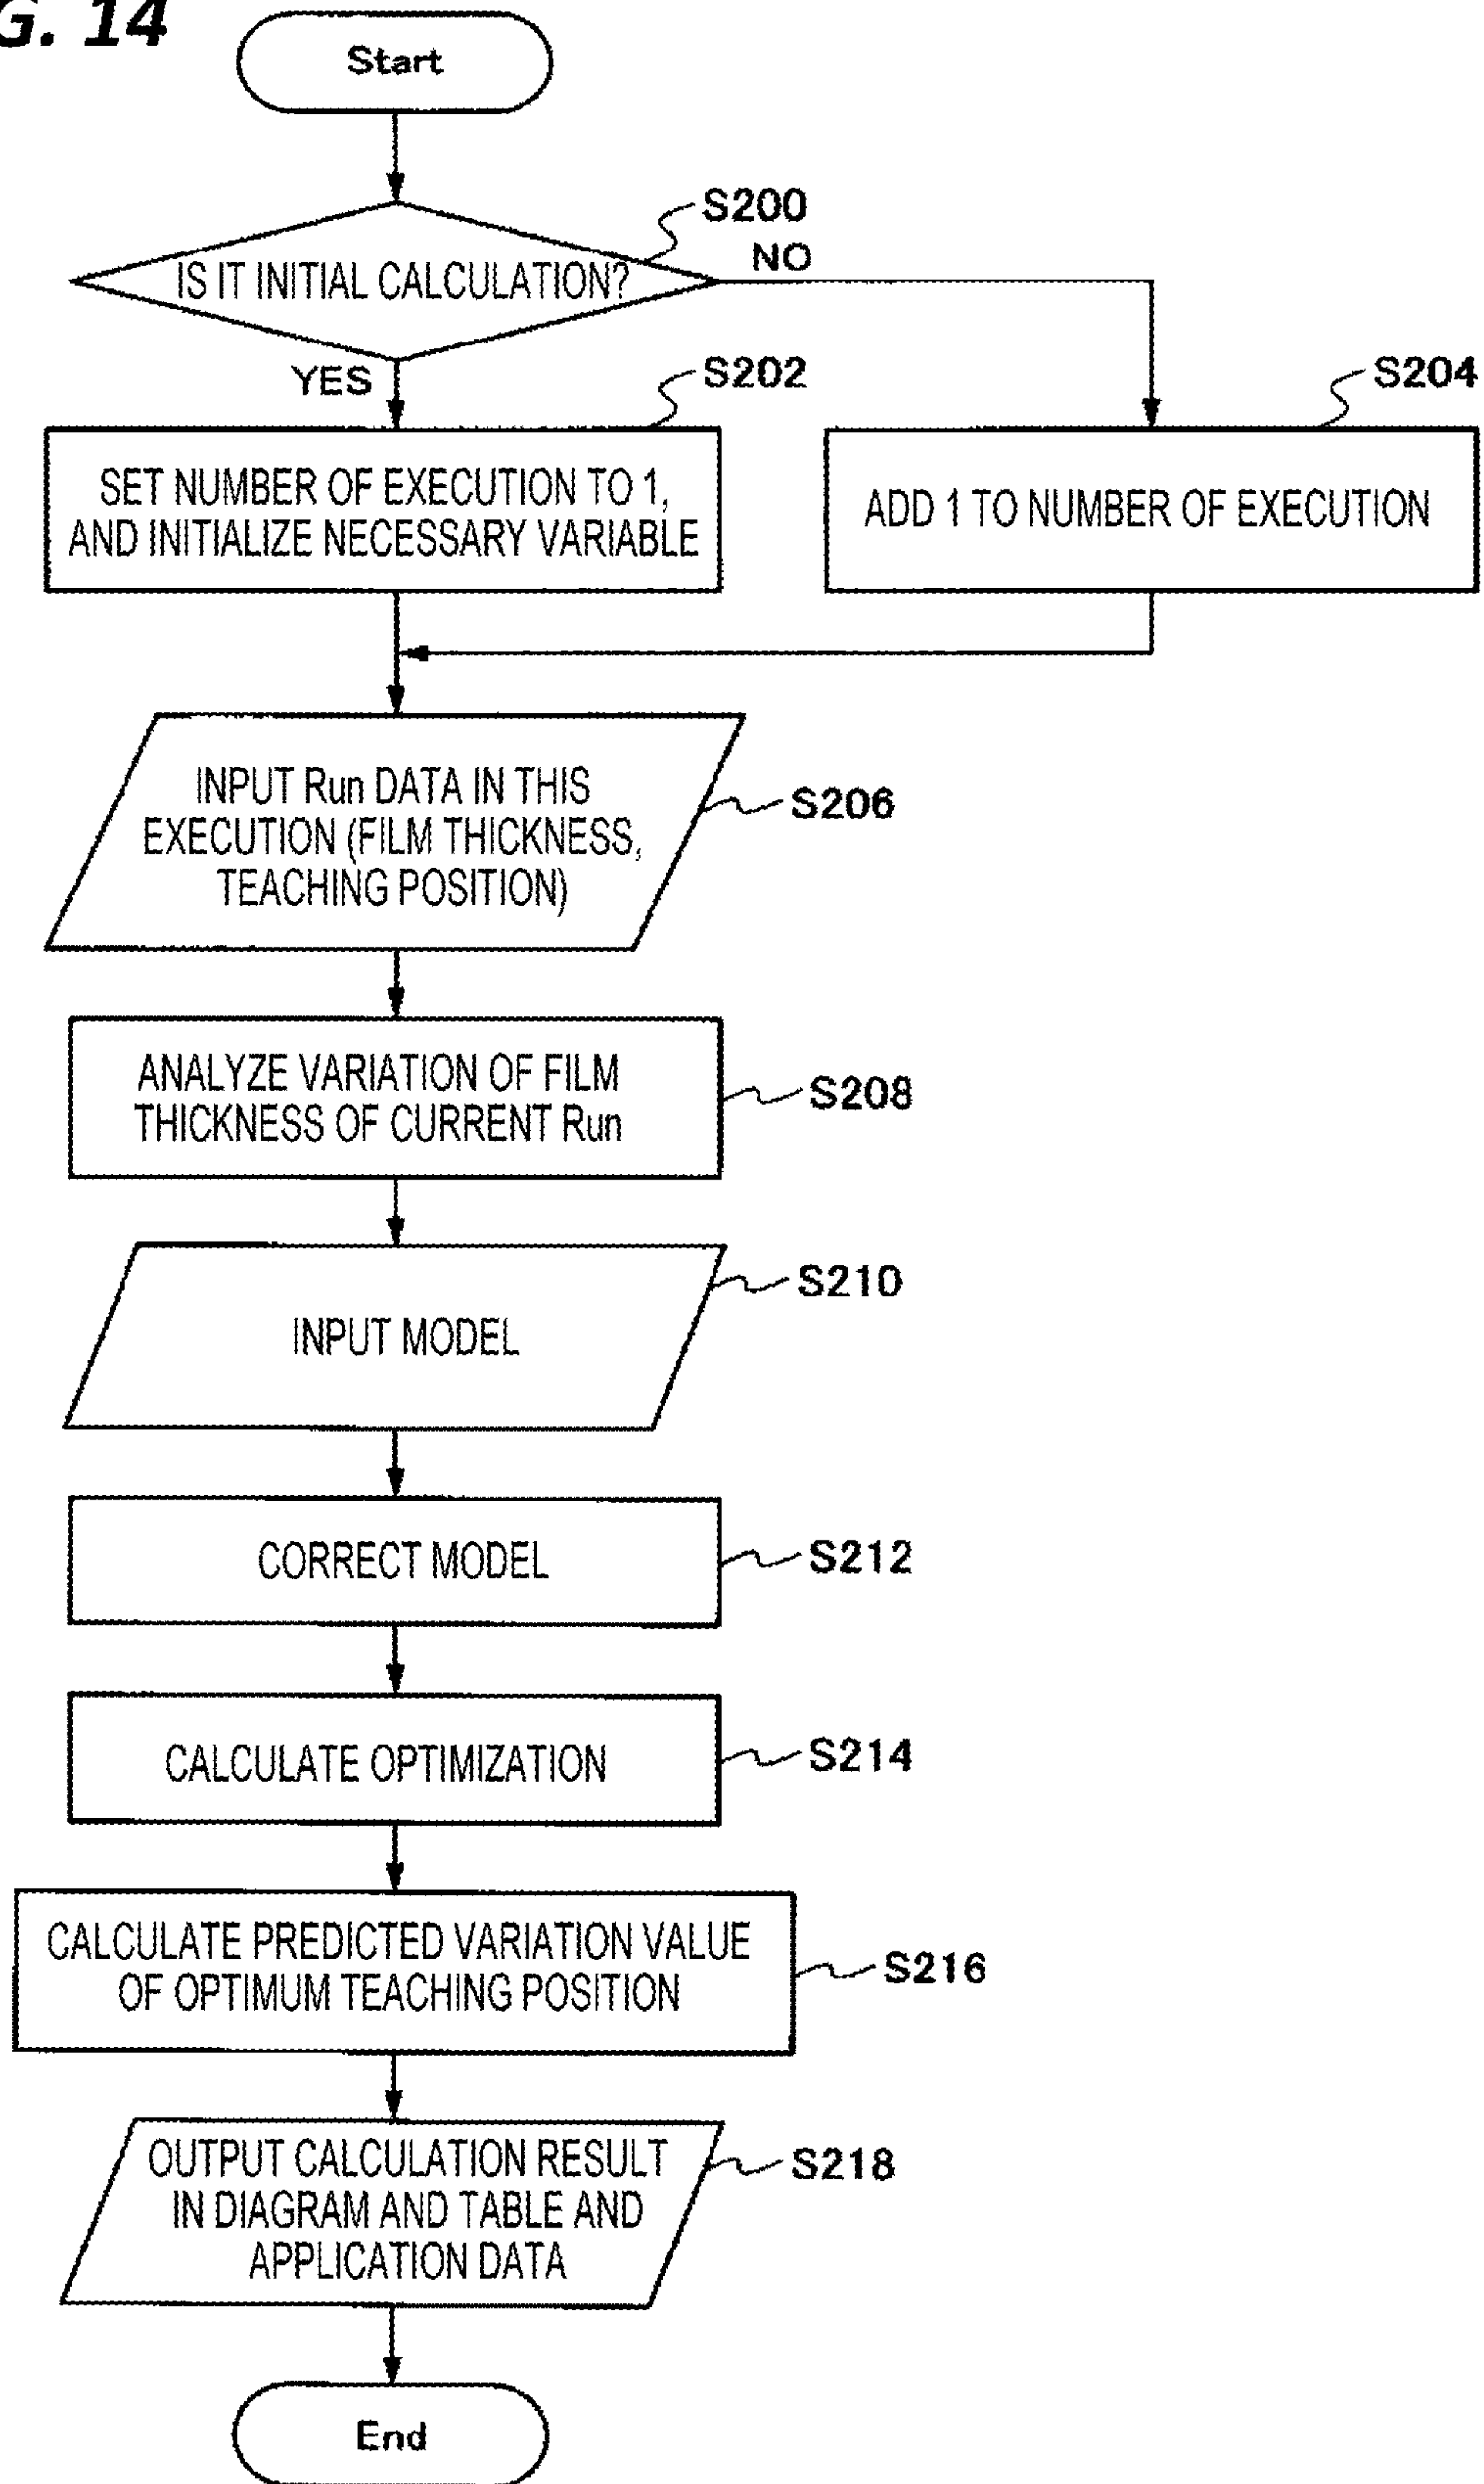 G. 14
Start
S200
IS IT INITIAL CALCULATION?
NO
YES
S202
S204
SET NUMBER OF EXECUTION TO 1,
AND INITIALIZE NECESSARY VARIABLE
ADD 1 TO NUMBER OF EXECUTION
INPUT Run DATA IN THIS
EXECUTION (FILM THICKNESS,
TEACHING POSITION)
S206
ANALYZE VARIATION OF FILM
THICKNESS OF CURRENT Run
S208
INPUT MODEL
S210
CORRECT MODEL
S212
CALCULATE OPTIMIZATION
S214
CALCULATE PREDICTED VARIATION VALUE
OF OPTIMUM TEACHING POSITION
S216
OUTPUT CALCULATION RESULT
IN DIAGRAM AND TABLE AND
APPLICATION DATA
S218
End